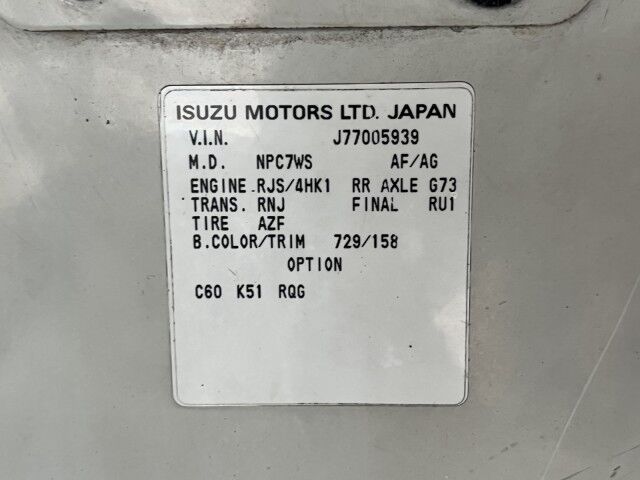 ISUZU MOTORS LTD. JAPAN
V.I.N. J77005939
M.D. NPC7WS AF/AG
ENGINE RJS/4HK1 RR AXLE G73
TRANS. RNJ FINAL RU1
TIRE AZF
B.COLOR/TRIM 729/158
OPTION
C60 K51 RQG